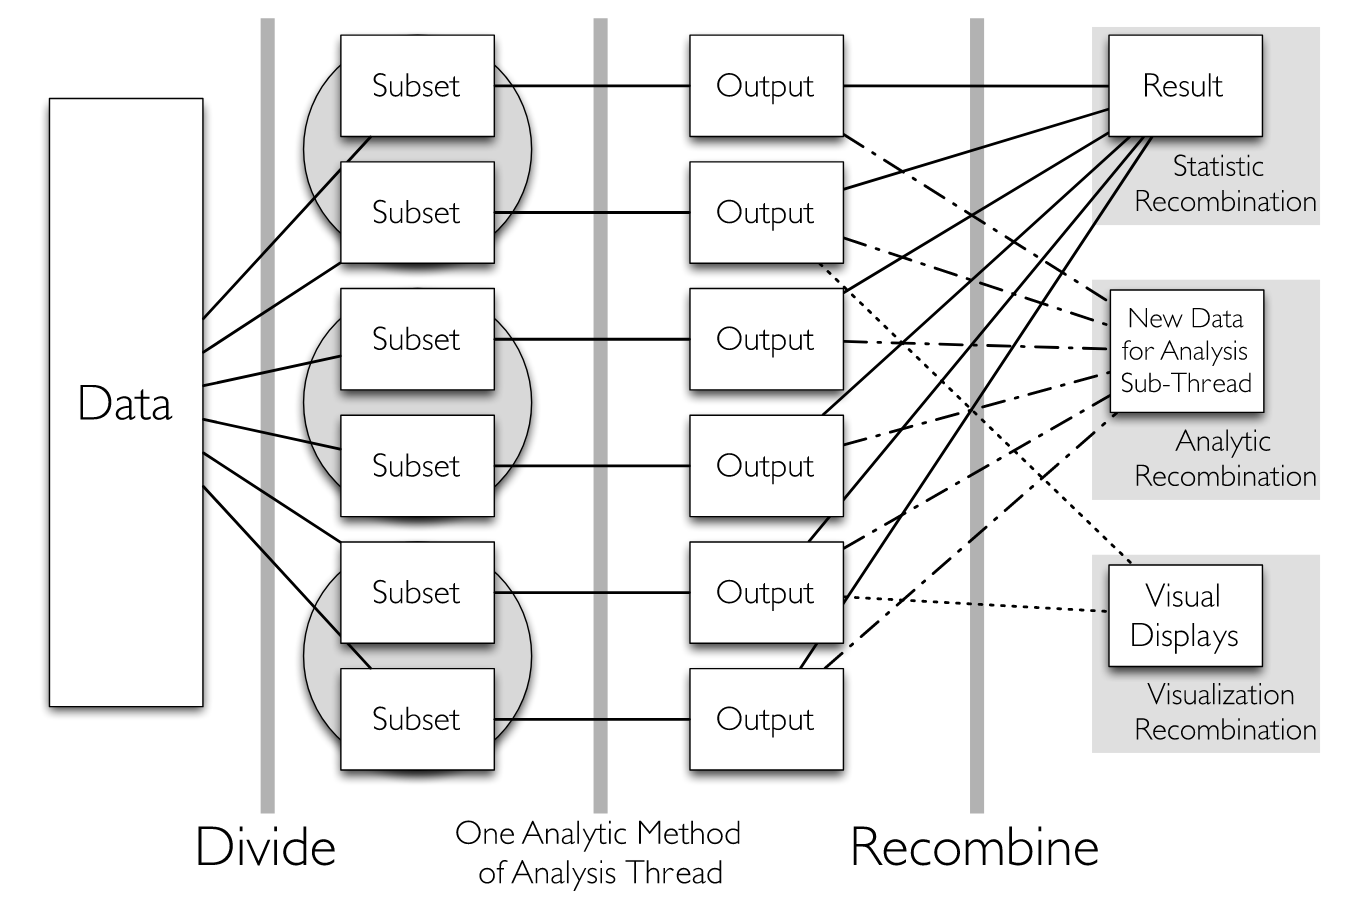 Data
Subset
Subset
Subset
Subset
Subset
Subset
Output
Output
Output
Output
Output
Output
Result
Statistic
Recombination
New Data
for Analysis
Sub-Thread
Analytic
Recombination
Visual
Displays
Visualization
Recombination
Divide
One Analytic Method
of Analysis Thread
Recombine